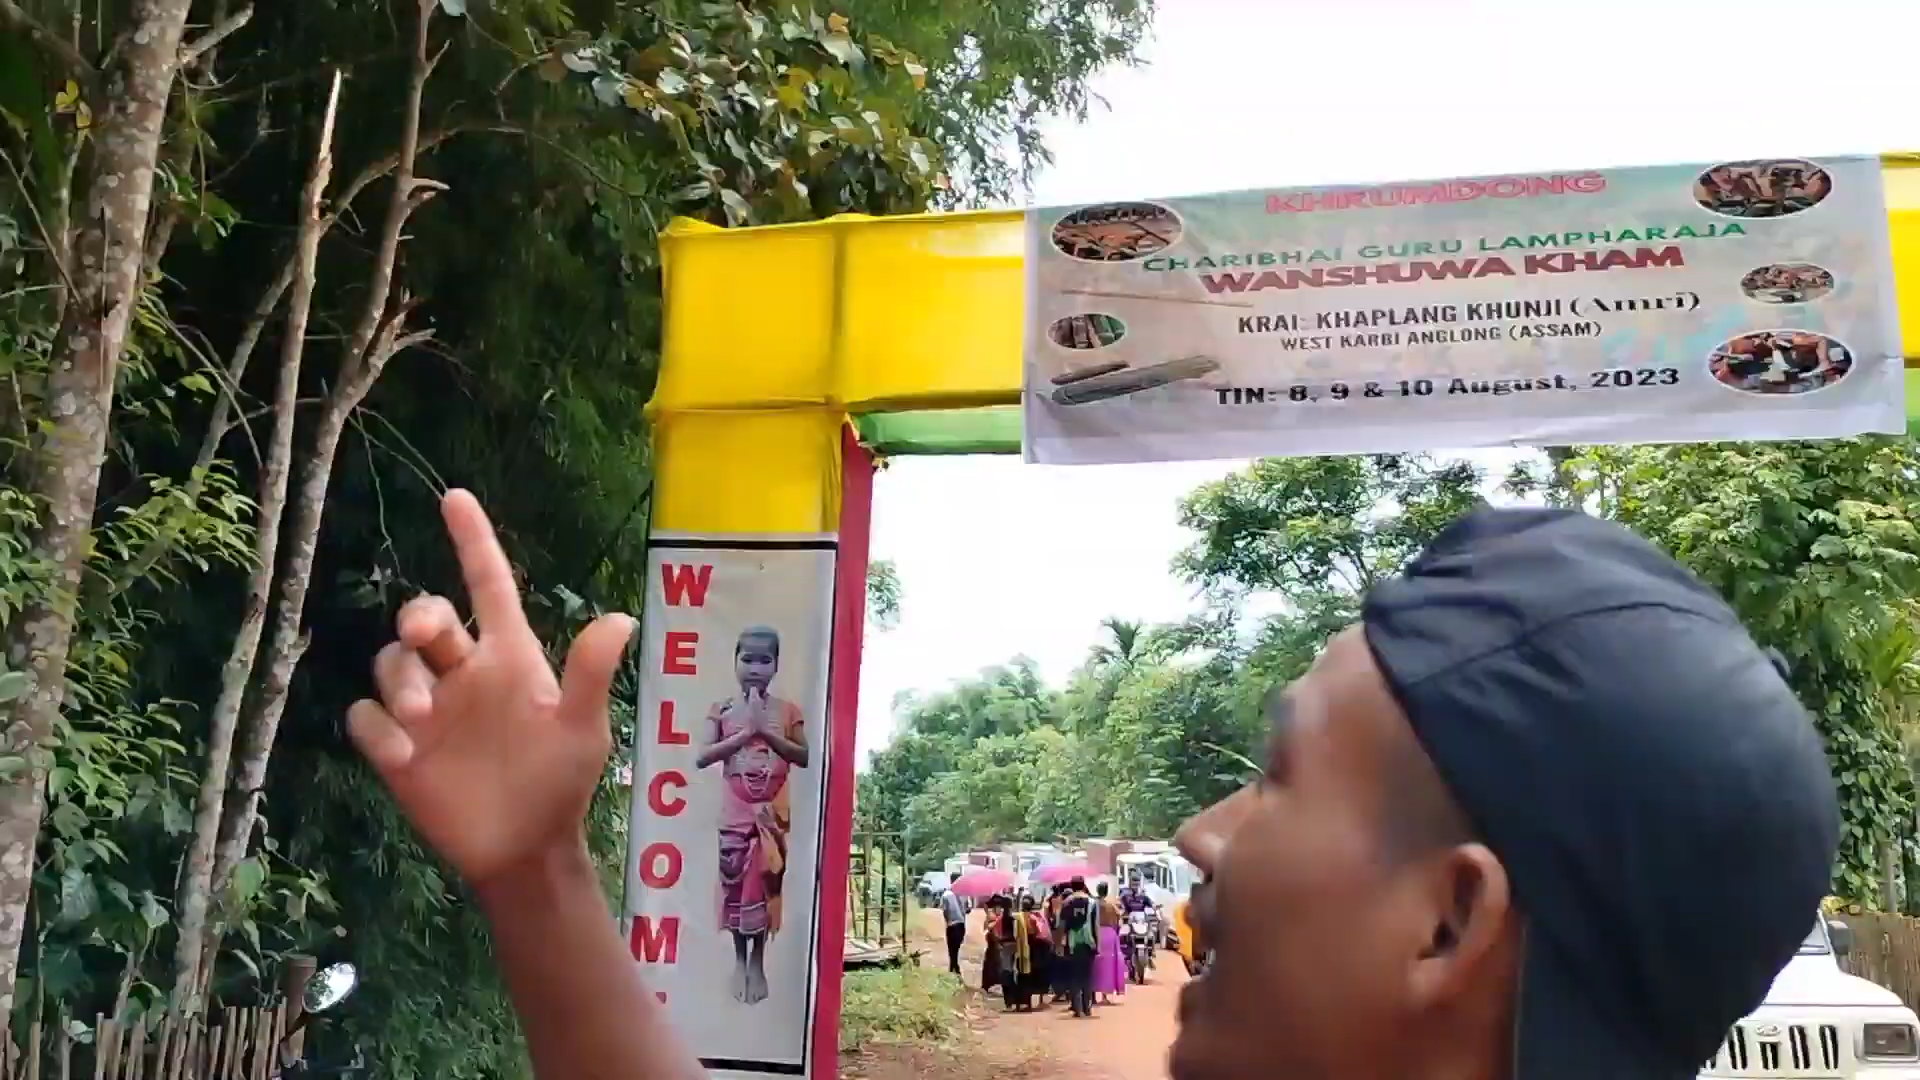 KHRUMDONG
CHARIBHAI GURU LAMPHARAJA
WANSHUWA KHAM
KRAI: KHAPLANG KHUNJI (Amri)
WEST KARBI ANGLONG (ASSAM)
TIN: 8, 9 & 10 August, 2023
WELCOM